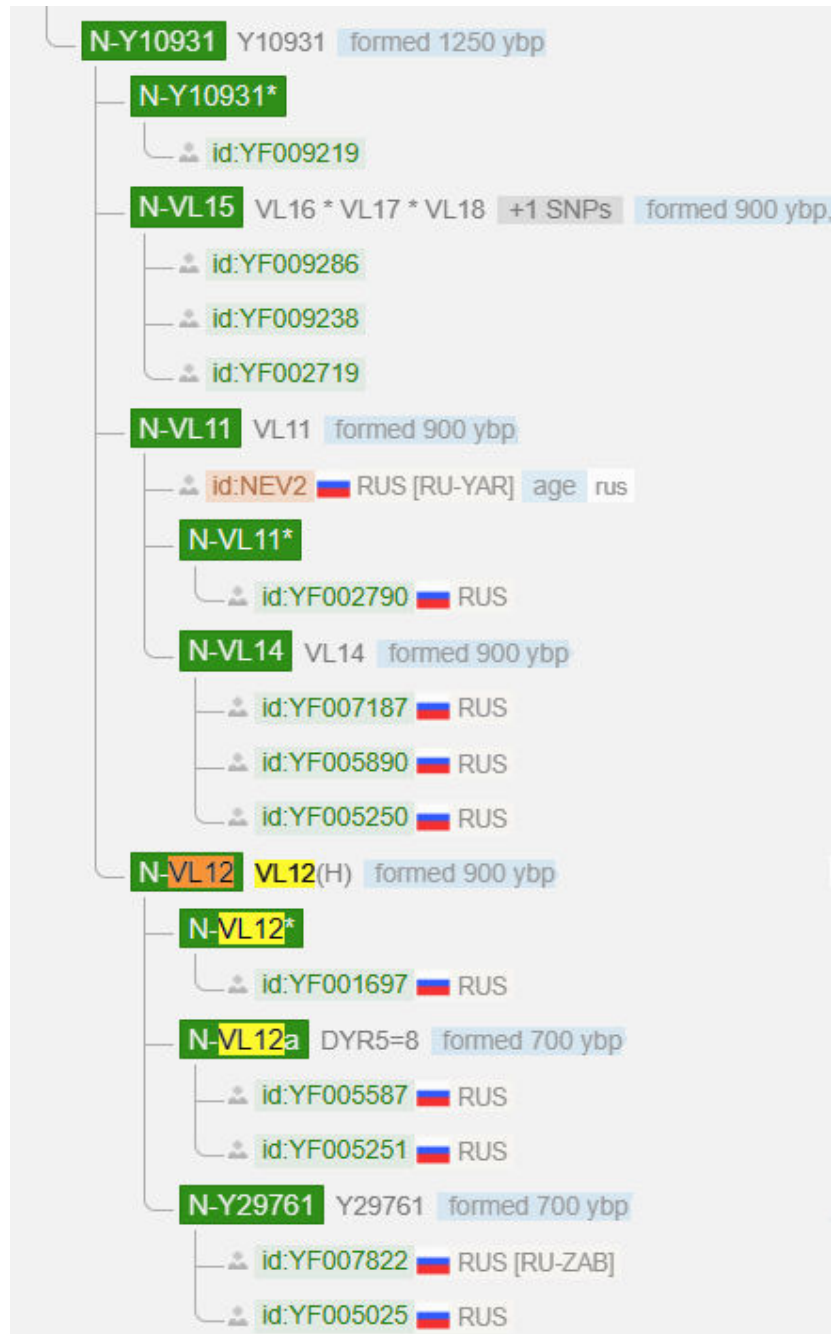 N-Y10931 Y10931 formed 1250 ybp
N-Y10931*
id:YF009219
N-VL15 VL16 * VL17 * VL18 +1 SNPs formed 900 ybp,
id:YF009286
id:YF009238
id:YF002719
N-VL11 VL11 formed 900 ybp
id:NEV2 RUS [RU-YAR] age rus
N-VL11*
id:YF002790 RUS
N-VL14 VL14 formed 900 ybp
id:YF007187 RUS
id:YF005890 RUS
id:YF005250 RUS
N-VL12 VL12(H) formed 900 ybp
N-VL12*
id:YF001697 RUS
N-VL12a DYR5=8 formed 700 ybp
id:YF005587 RUS
id:YF005251 RUS
N-Y29761 Y29761 formed 700 ybp
id:YF007822 RUS [RU-ZAB]
id:YF005025 RUS